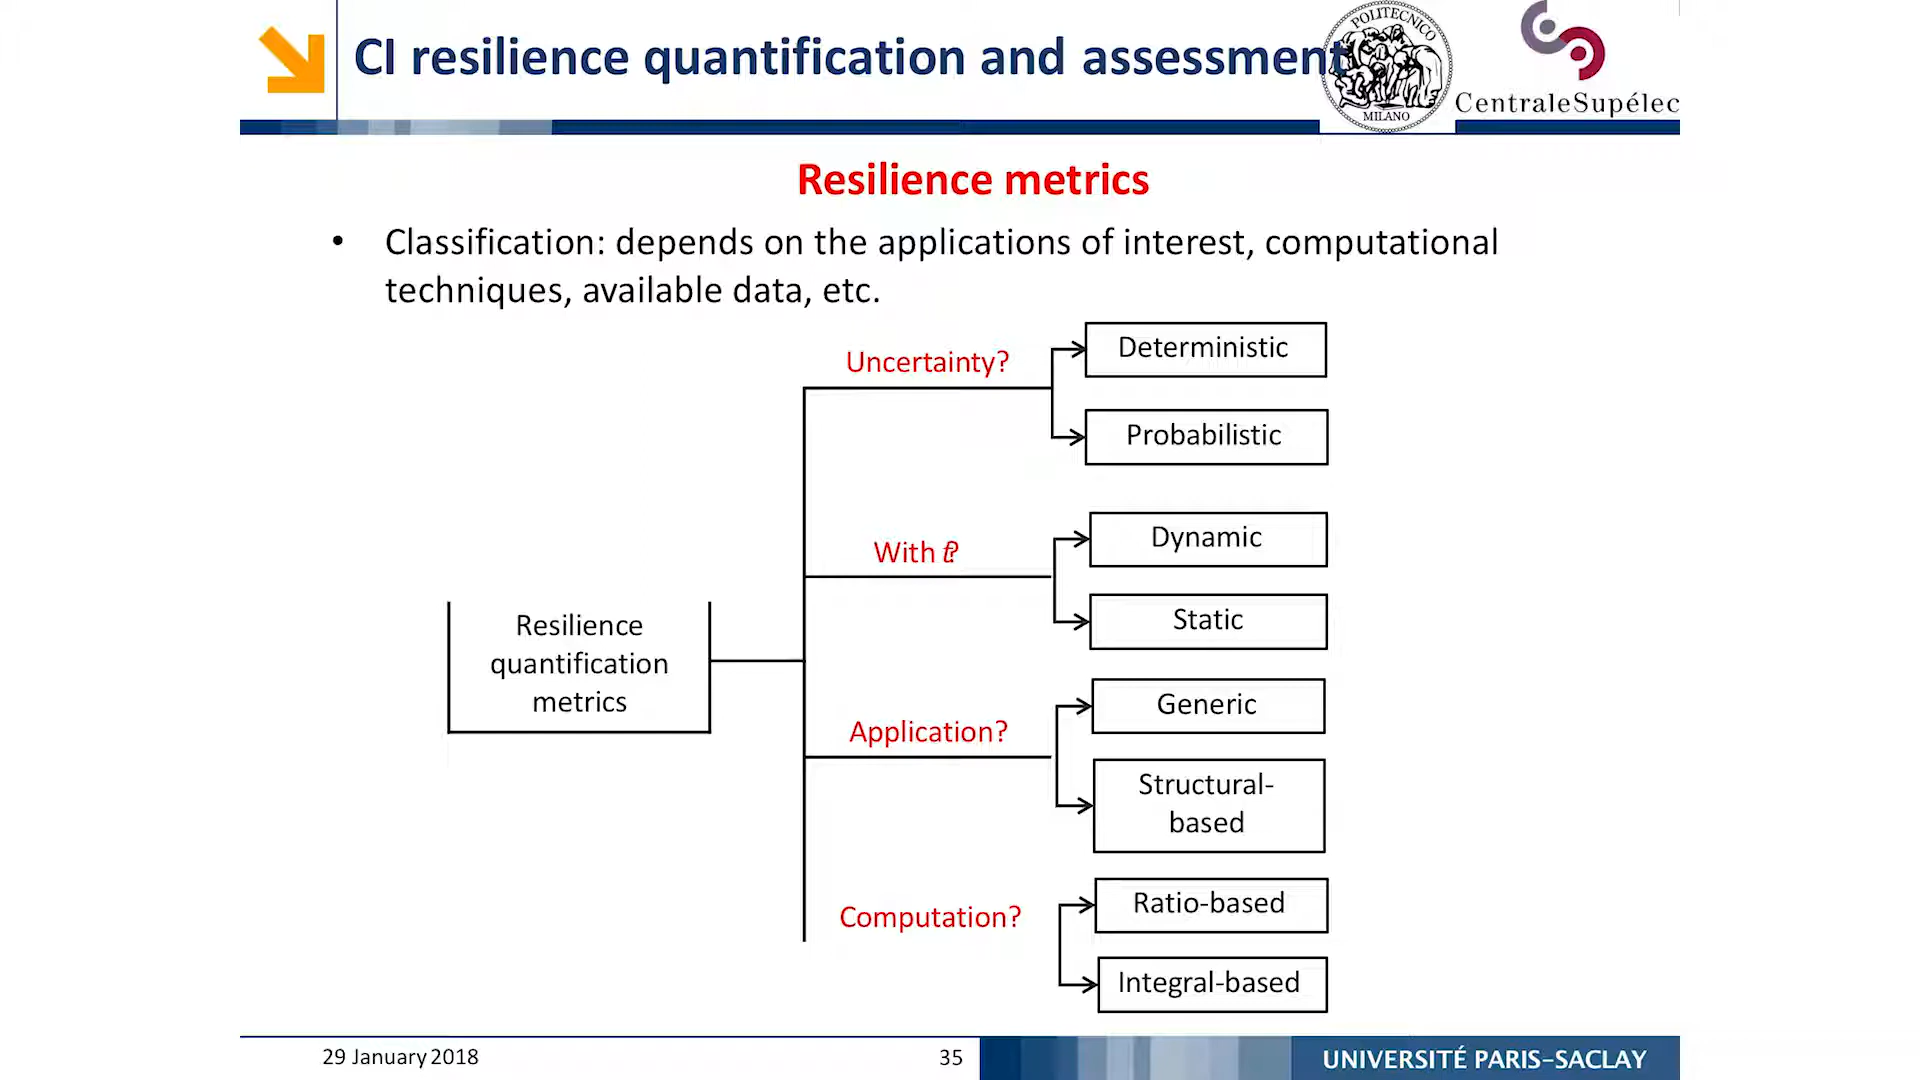 CI resilience quantification and assessment
POLITECNICO
MILANO
CentraleSupélec
Resilience metrics
• Classification: depends on the applications of interest, computational
techniques, available data, etc.
Uncertainty?
Deterministic
Probabilistic
With t?
Dynamic
Static
Resilience
quantification
metrics
Application?
Generic
Structural-
based
Computation?
Ratio-based
Integral-based
29 January 2018
35
UNIVERSITÉ PARIS-SACLAY